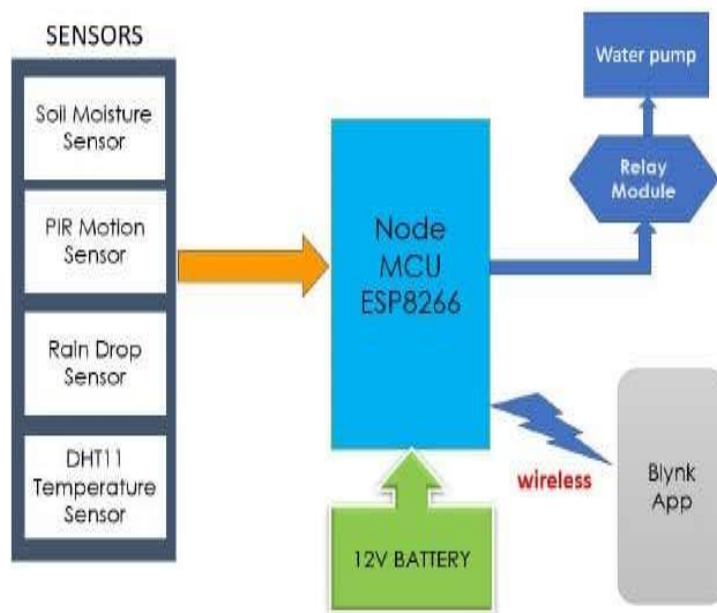 SENSORS
Soil Moisture
Sensor
PIR Motion
Sensor
Rain Drop
Sensor
DHT11
Temperature
Sensor
Node
MCU
ESP8266
12V BATTERY
Water pump
Relay
Module
wireless
Blynk
App